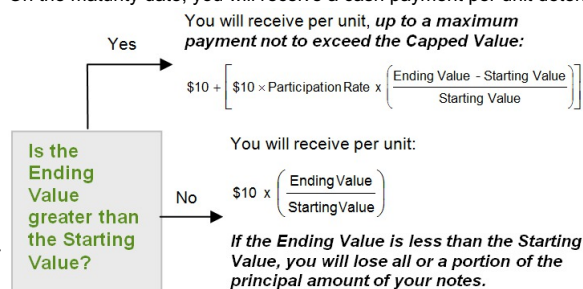 You will receive per unit, up to a maximum
payment not to exceed the Capped Value:
Yes
$10 + [ $10 × Participation Rate x ( Ending Value - Starting Value / Starting Value ) ]
Is the
Ending
Value
greater than
the Starting
Value?
You will receive per unit:
No
$10 x ( Ending Value / Starting Value )
If the Ending Value is less than the Starting
Value, you will lose all or a portion of the
principal amount of your notes.